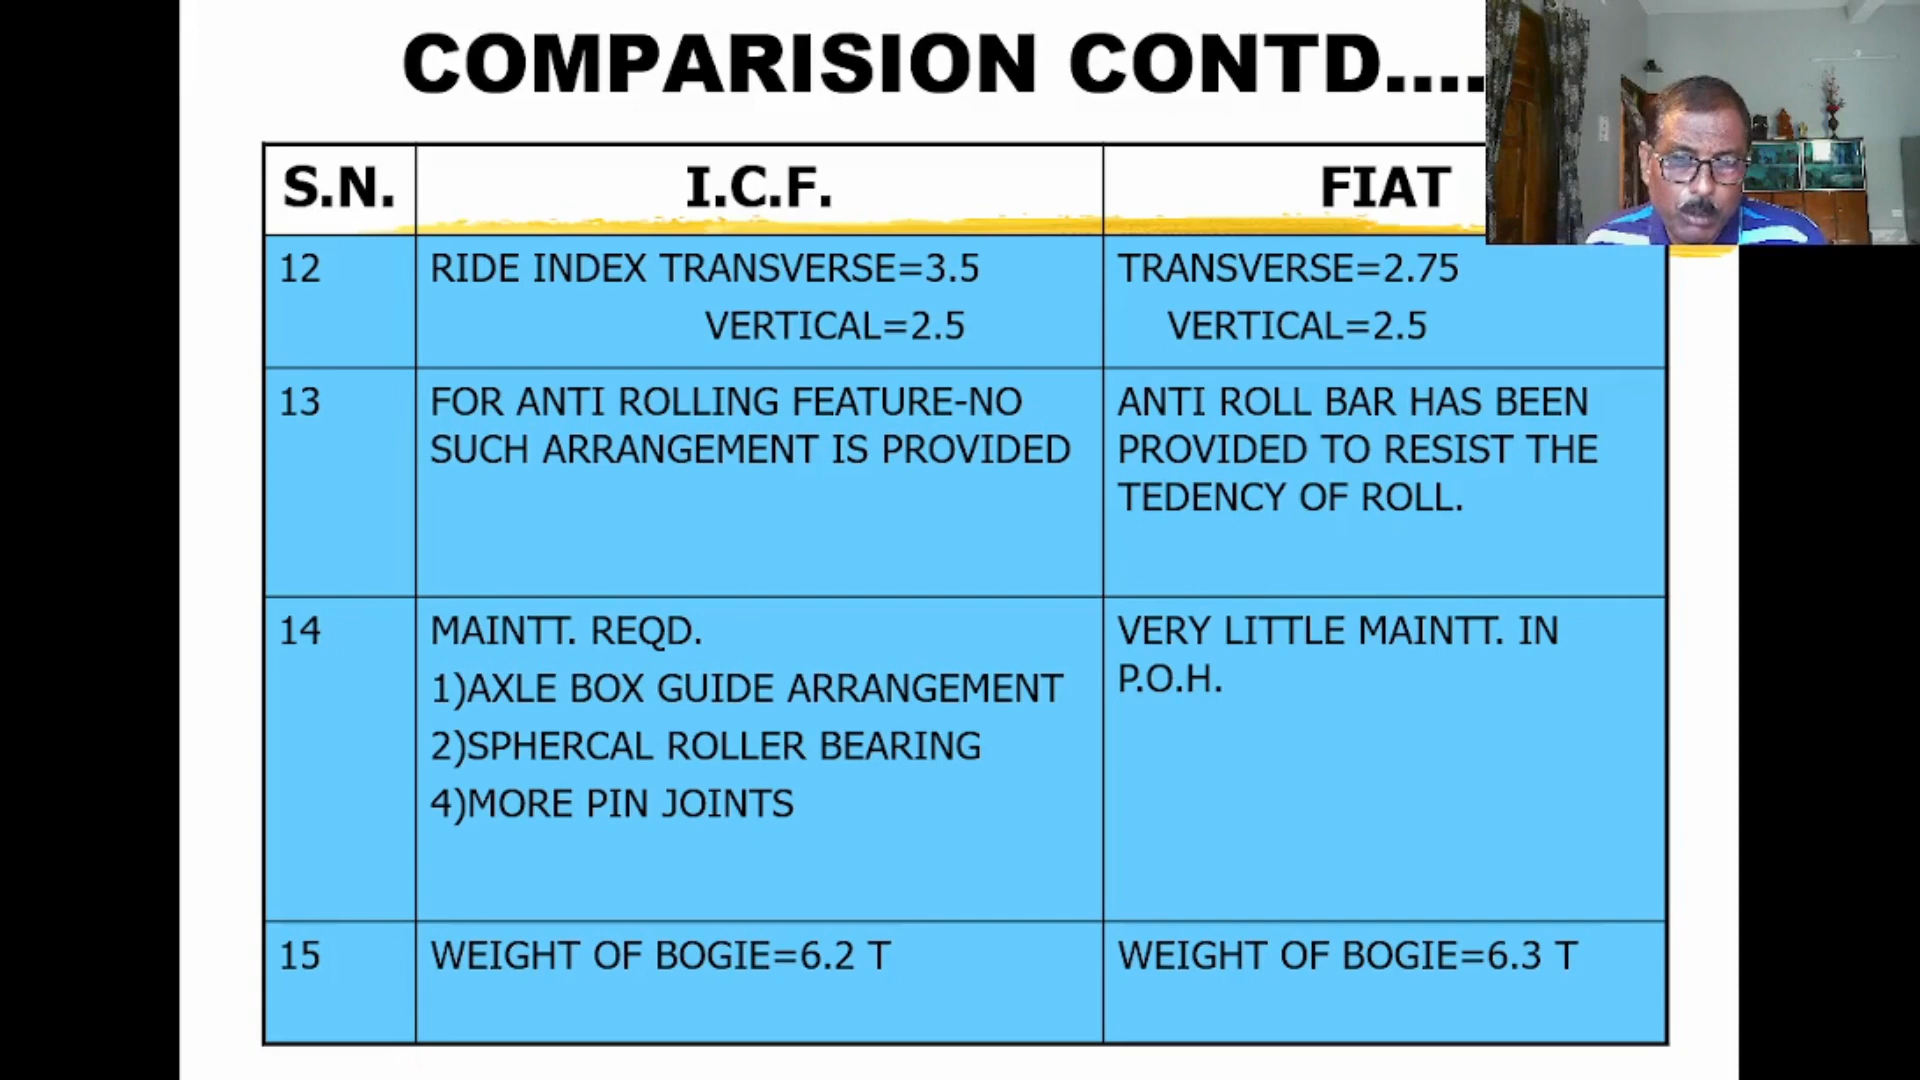 COMPARISION CONTD....
S.N. I.C.F. FIAT
12 RIDE INDEX TRANSVERSE=3.5 TRANSVERSE=2.75
VERTICAL=2.5 VERTICAL=2.5
13 FOR ANTI ROLLING FEATURE-NO ANTI ROLL BAR HAS BEEN
SUCH ARRANGEMENT IS PROVIDED PROVIDED TO RESIST THE
TEDENCY OF ROLL.
14 MAINTT. REQD. VERY LITTLE MAINTT. IN
1)AXLE BOX GUIDE ARRANGEMENT P.O.H.
2)SPHERCAL ROLLER BEARING
4)MORE PIN JOINTS
15 WEIGHT OF BOGIE=6.2 T WEIGHT OF BOGIE=6.3 T